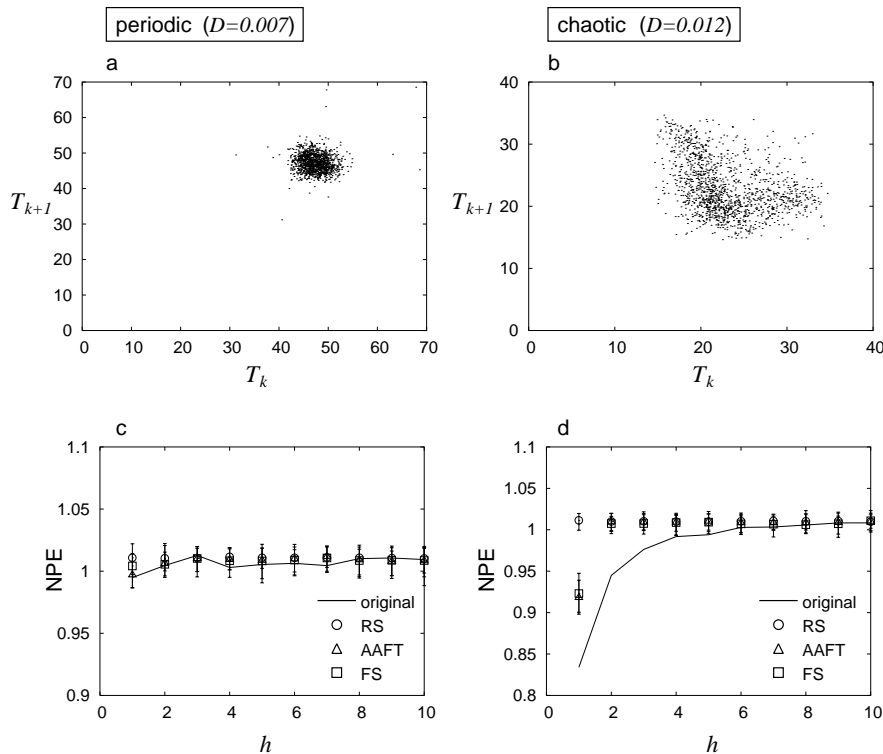 periodic (D=0.007)
chaotic (D=0.012)
a
70
60
50
40
30
20
10
0
T_{k+1}
0 10 20 30 40 50 60 70
T_k
b
40
30
20
10
0
T_{k+1}
0 10 20 30 40
T_k
c
1.1
1.05
1
0.95
0.9
NPE
original
RS
AAFT
FS
0 2 4 6 8 10
h
d
1.1
1.05
1
0.95
0.9
0.85
0.8
NPE
original
RS
AAFT
FS
0 2 4 6 8 10
h